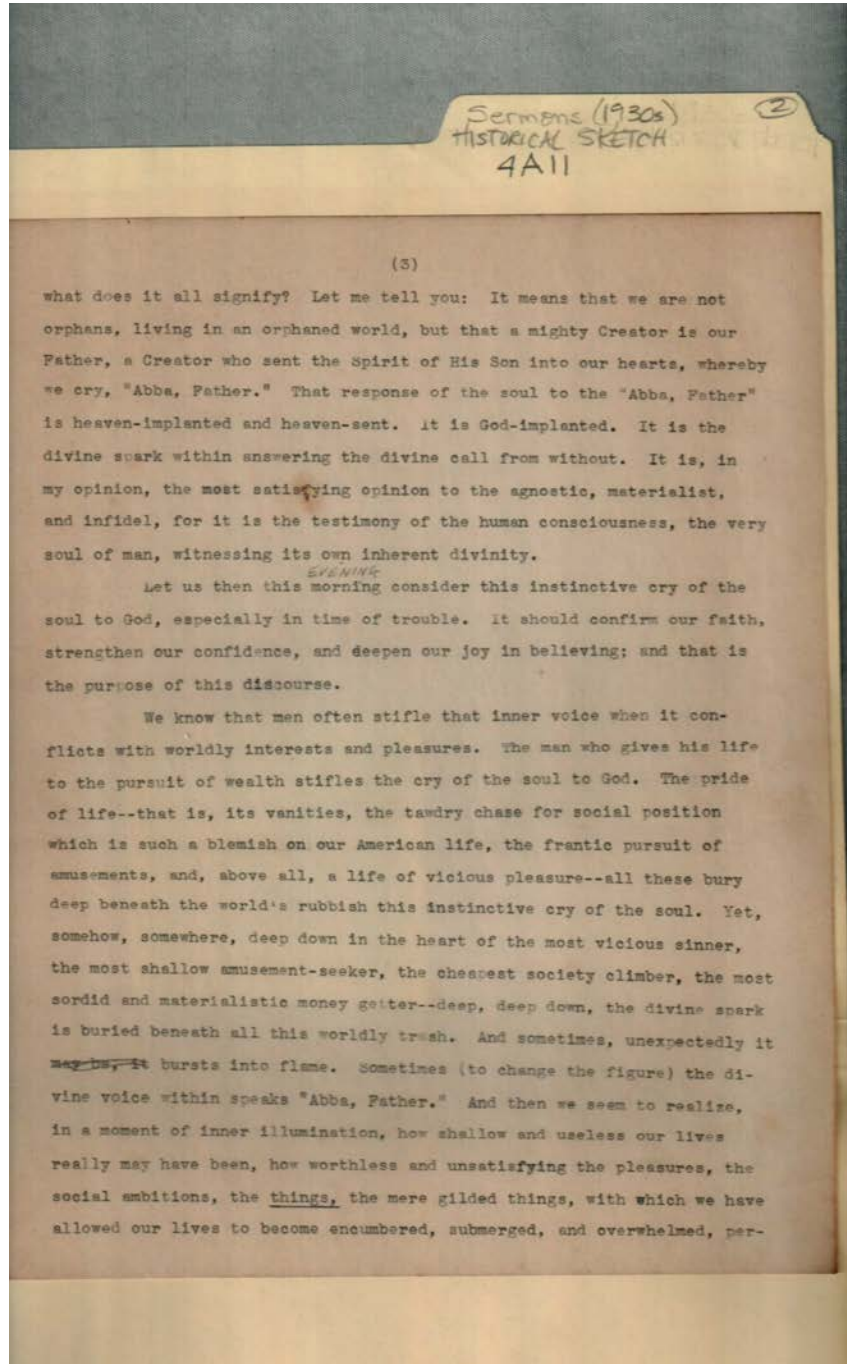 Sermons (1930s) 2
HISTORICAL SKETCH
4A11
(3)
what does it all signify? Let me tell you: It means that we are not
orphans, living in an orphaned world, but that a mighty Creator is our
Father, a Creator who sent the Spirit of His Son into our hearts, whereby
we cry, "Abba, Father." That response of the soul to the "Abba, Father"
is heaven-implanted and heaven-sent. It is God-implanted. It is the
divine spark within answering the divine call from without. It is, in
my opinion, the most satisfying opinion to the agnostic, materialist,
and infidel, for it is the testimony of the human consciousness, the very
soul of man, witnessing its own inherent divinity.
EVENING
Let us then this morning consider this instinctive cry of the
soul to God, especially in time of trouble. It should confirm our faith,
strengthen our confidence, and deepen our joy in believing; and that is
the purpose of this discourse.
We know that men often stifle that inner voice when it con-
flicts with worldly interests and pleasures. The man who gives his life
to the pursuit of wealth stifles the cry of the soul to God. The pride
of life--that is, its vanities, the tawdry chase for social position
which is such a blemish on our American life, the frantic pursuit of
amusements, and, above all, a life of vicious pleasure--all these bury
deep beneath the world's rubbish this instinctive cry of the soul. Yet,
somehow, somewhere, deep down in the heart of the most vicious sinner,
the most shallow amusement-seeker, the cheapest society climber, the most
sordid and materialistic money getter--deep, deep down, the divine spark
is buried beneath all this worldly trash. And sometimes, unexpectedly it
may be, it bursts into flame. Sometimes (to change the figure) the di-
vine voice within speaks "Abba, Father." And then we seem to realize,
in a moment of inner illumination, how shallow and useless our lives
really may have been, how worthless and unsatisfying the pleasures, the
social ambitions, the things, the mere gilded things, with which we have
allowed our lives to become encumbered, submerged, and overwhelmed, per-